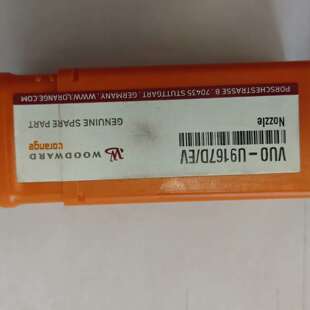 WOODWARD
L'orange
GENUINE SPARE PART
VUO-U9167D/EV
Nozzle
PORSCHESTRASSE 8 . 70435 STUTTGART . GERMANY . WWW.LORANGE.COM